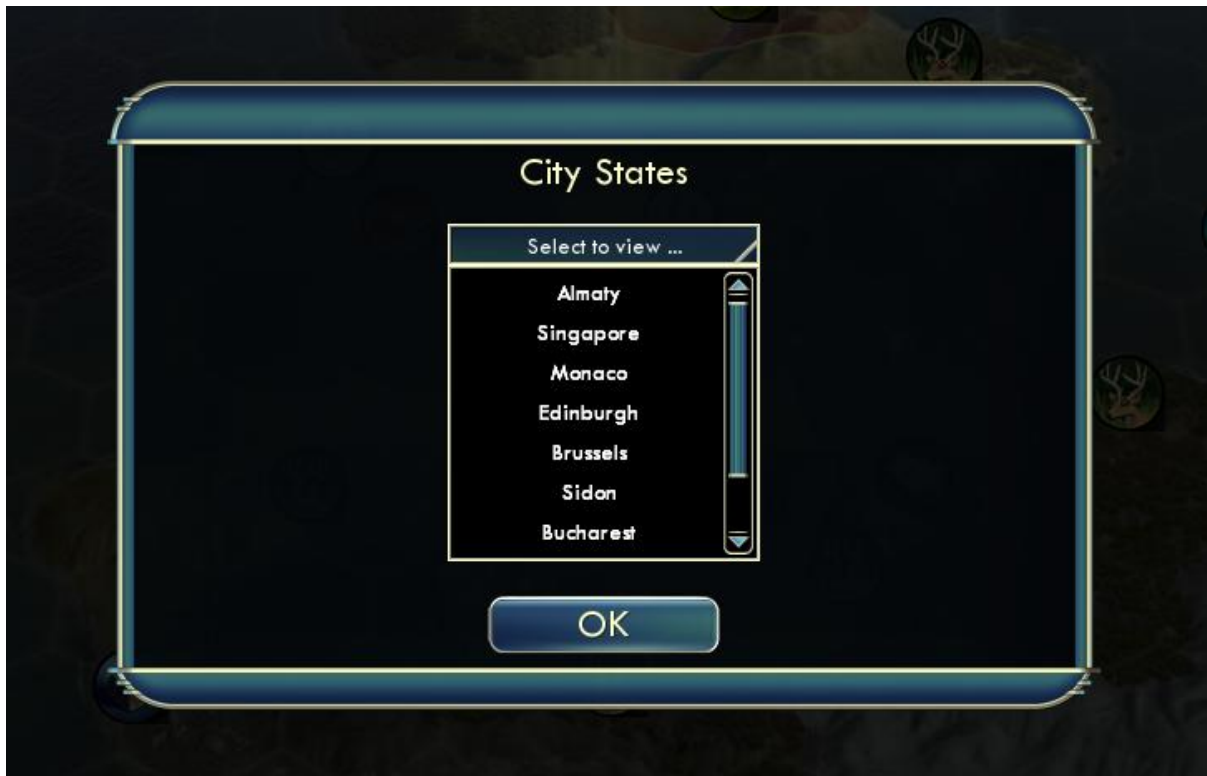 City States
Select to view ...
Almaty
Singapore
Monaco
Edinburgh
Brussels
Sidon
Bucharest
OK